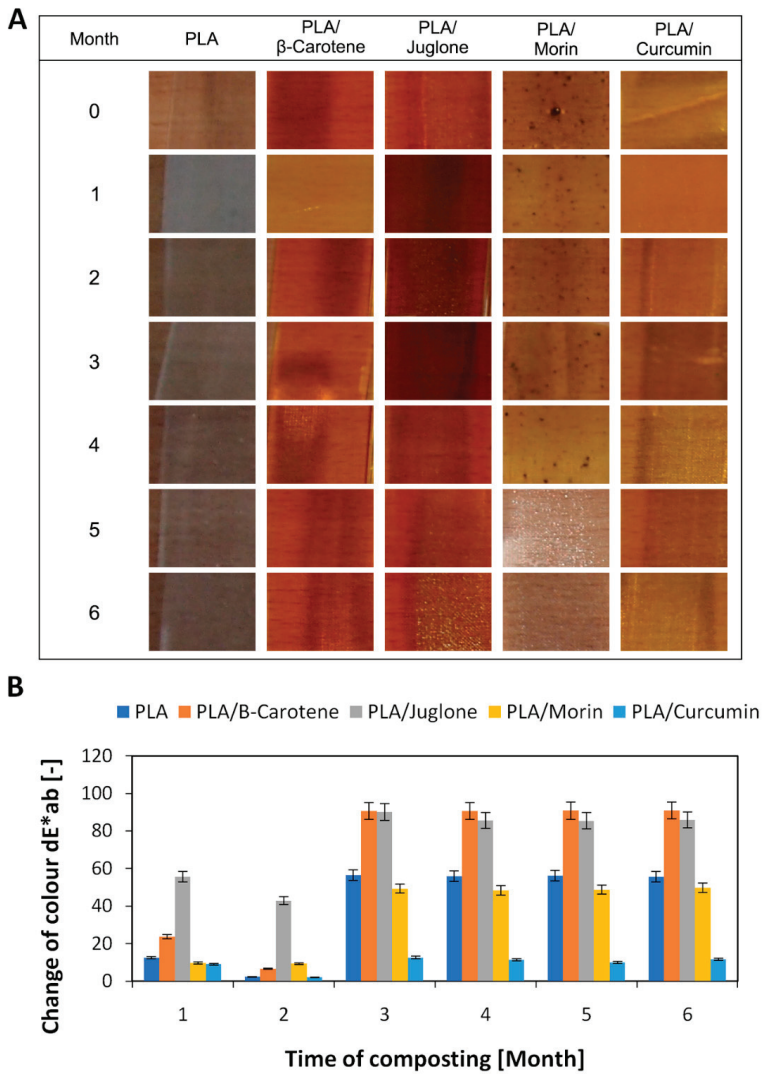 A
Month PLA PLA/ β-Carotene PLA/ Juglone PLA/ Morin PLA/ Curcumin
0
1
2
3
4
5
6
B
PLA PLA/B-Carotene PLA/Juglone PLA/Morin PLA/Curcumin
Change of colour dE*ab [-]
120
100
80
60
40
20
0
1 2 3 4 5 6
Time of composting [Month]